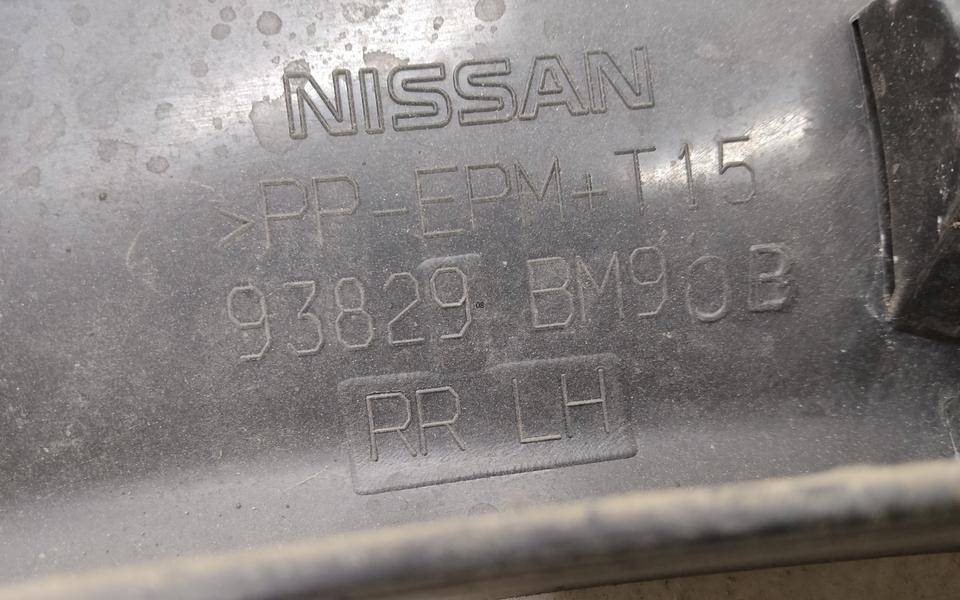 NISSAN
>PP-EPM+T15
93829 BM90B
RR LH